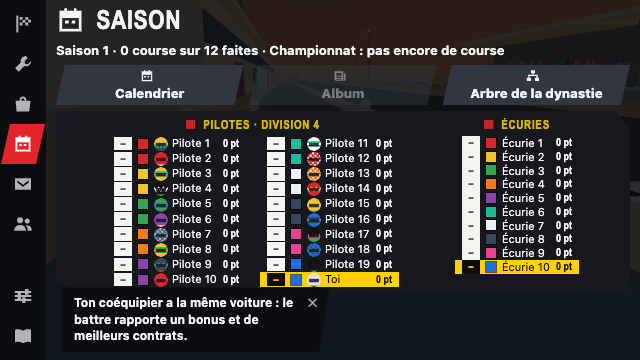 SAISON
Saison 1 · 0 course sur 12 faites · Championnat : pas encore de course
Calendrier
Album
Arbre de la dynastie
PILOTES · DIVISION 4
– Pilote 1 0 pt
– Pilote 2 0 pt
– Pilote 3 0 pt
– Pilote 4 0 pt
– Pilote 5 0 pt
– Pilote 6 0 pt
– Pilote 7 0 pt
– Pilote 8 0 pt
– Pilote 9 0 pt
– Pilote 10 0 pt
– Pilote 11 0 pt
– Pilote 12 0 pt
– Pilote 13 0 pt
– Pilote 14 0 pt
– Pilote 15 0 pt
– Pilote 16 0 pt
– Pilote 17 0 pt
– Pilote 18 0 pt
– Pilote 19 0 pt
– Toi 0 pt
ÉCURIES
– Écurie 1 0 pt
– Écurie 2 0 pt
– Écurie 3 0 pt
– Écurie 4 0 pt
– Écurie 5 0 pt
– Écurie 6 0 pt
– Écurie 7 0 pt
– Écurie 8 0 pt
– Écurie 9 0 pt
– Écurie 10 0 pt
Ton coéquipier a la même voiture : le
battre rapporte un bonus et de
meilleurs contrats.